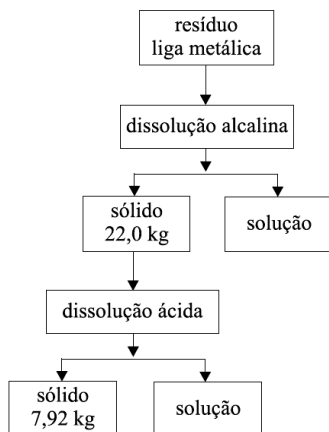 resíduo
liga metálica
dissolução alcalina
sólido
22,0 kg
solução
dissolução ácida
sólido
7,92 kg
solução